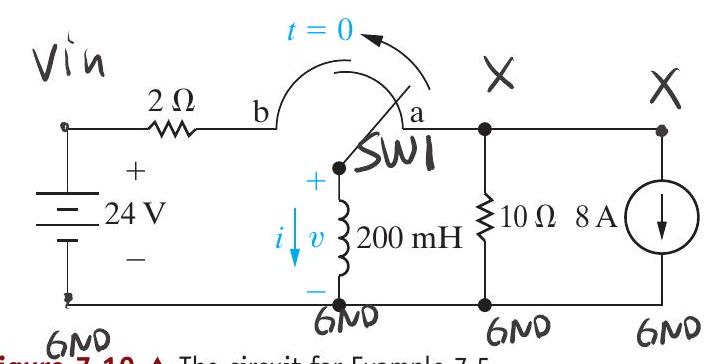 t = 0
Vin
X
X
2 Ω
b
a
SW1
+
24 V
−
+
i
v
−
200 mH
10 Ω
8 A
GND
GND
GND
GND
Figure 7.10 ▲ The circuit for Example 7.5